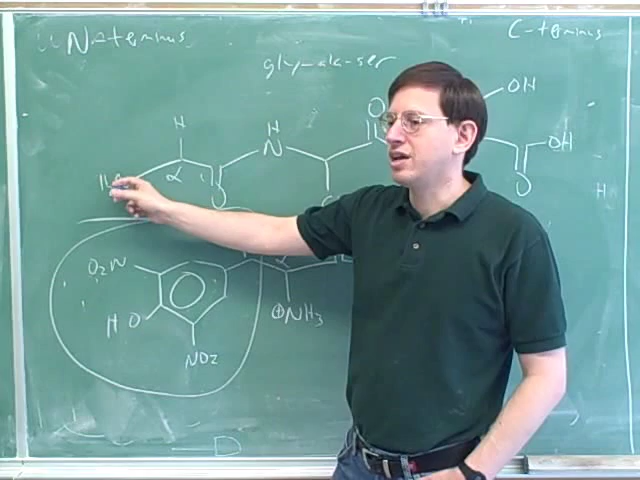 N-terminus
C-terminus
gly-ala-ser
OH
H
H
N
O
OH
α
O
O
H
O₂N
HO
⊕NH₃
NO₂
D